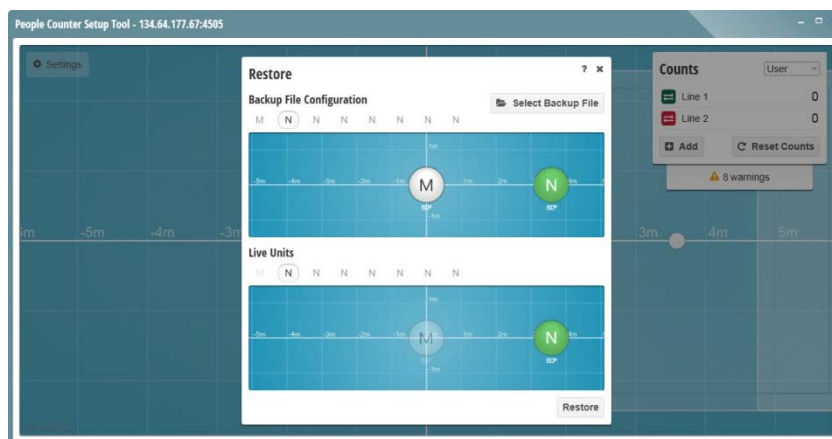 People Counter Setup Tool - 134.64.177.67:4505
Settings
Restore
? ×
Backup File Configuration
Select Backup File
M N N N N N N N
1m
-5m -4m -3m -2m -1m 1m 2m
M N
60° 60°
-1m
Live Units
M N N N N N N N
1m
-5m -4m -3m -2m -1m 1m 2m
M N
60°
-1m
Restore
Counts User
Line 1 0
Line 2 0
Add Reset Counts
8 warnings
-5m -4m -3m 3m 4m 5m